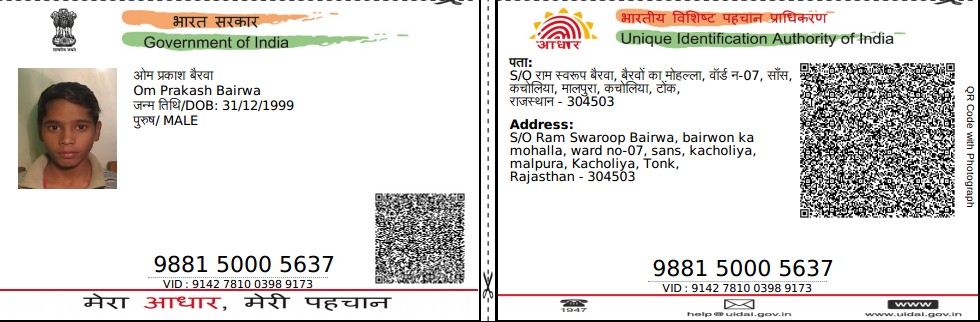 भारत सरकार
Government of India
ओम प्रकाश बैरवा
Om Prakash Bairwa
जन्म तिथि/DOB: 31/12/1999
पुरुष/ MALE
9881 5000 5637
VID : 9142 7810 0398 9173
मेरा आधार, मेरी पहचान
भारतीय विशिष्ट पहचान प्राधिकरण
Unique Identification Authority of India
आधार
पता:
S/O राम स्वरूप बैरवा, बैरवों का मोहल्ला, वॉर्ड न-07, साँस,
कचोलिया, मालपुरा, कचोलिया, टोंक,
राजस्थान - 304503
Address:
S/O Ram Swaroop Bairwa, bairwon ka
mohalla, ward no-07, sans, kacholiya,
malpura, Kacholiya, Tonk,
Rajasthan - 304503
QR Code with Photograph
9881 5000 5637
VID : 9142 7810 0398 9173
1947
help@uidai.gov.in
www
www.uidai.gov.in